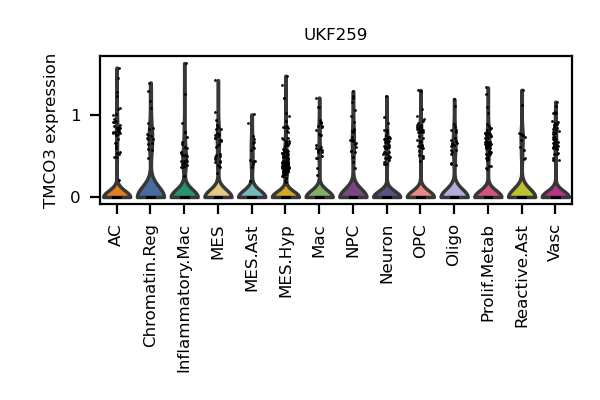 UKF259
TMCO3 expression
1
0
AC
Chromatin.Reg
Inflammatory.Mac
MES
MES.Ast
MES.Hyp
Mac
NPC
Neuron
OPC
Oligo
Prolif.Metab
Reactive.Ast
Vasc